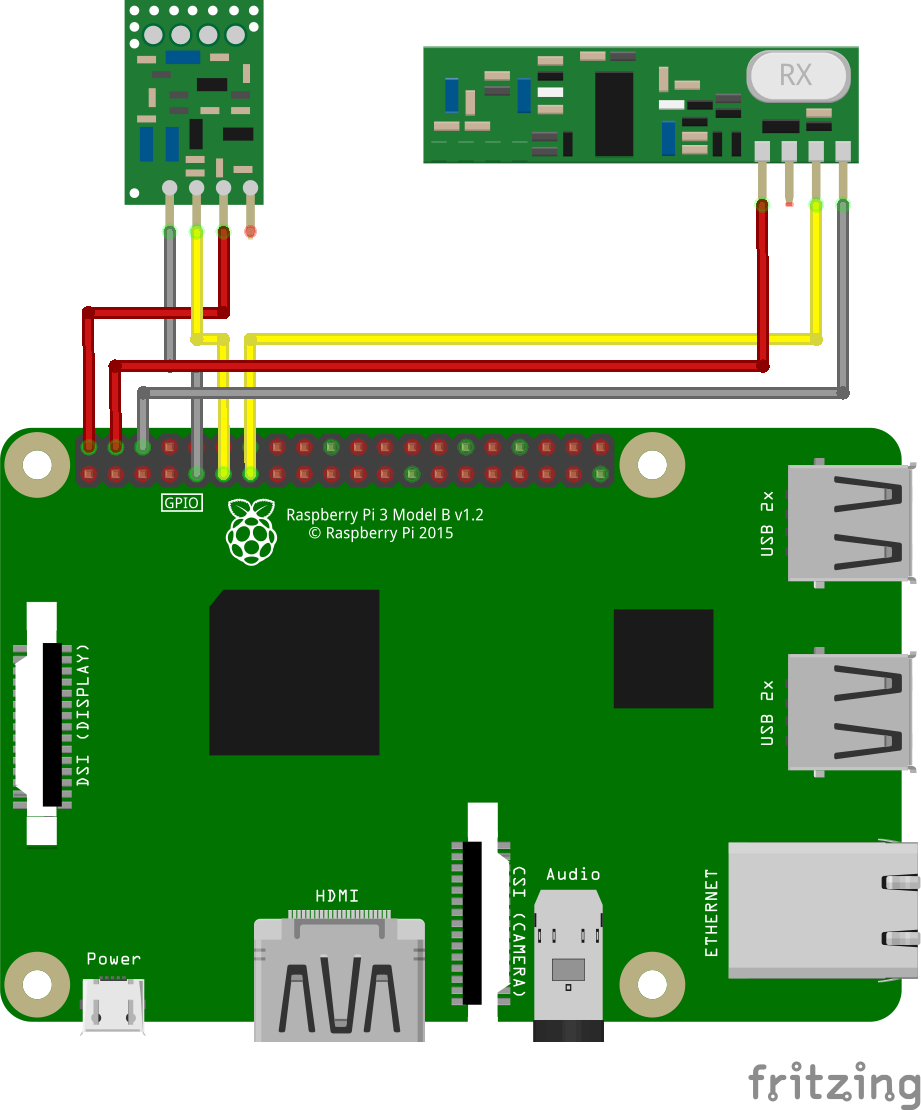 RX
GPIO
Raspberry Pi 3 Model B v1.2
© Raspberry Pi 2015
USB 2x
DSI (DISPLAY)
USB 2x
HDMI
CSI (CAMERA)
Audio
ETHERNET
Power
fritzing